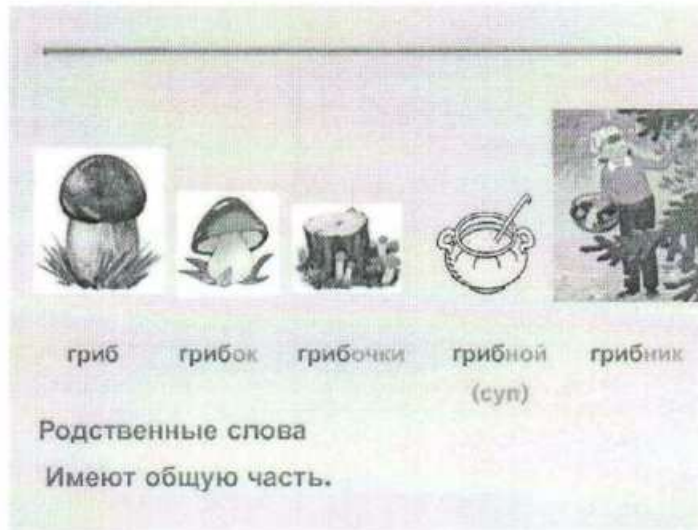 гриб грибок грибочки грибной грибник
(суп)
Родственные слова
Имеют общую часть.